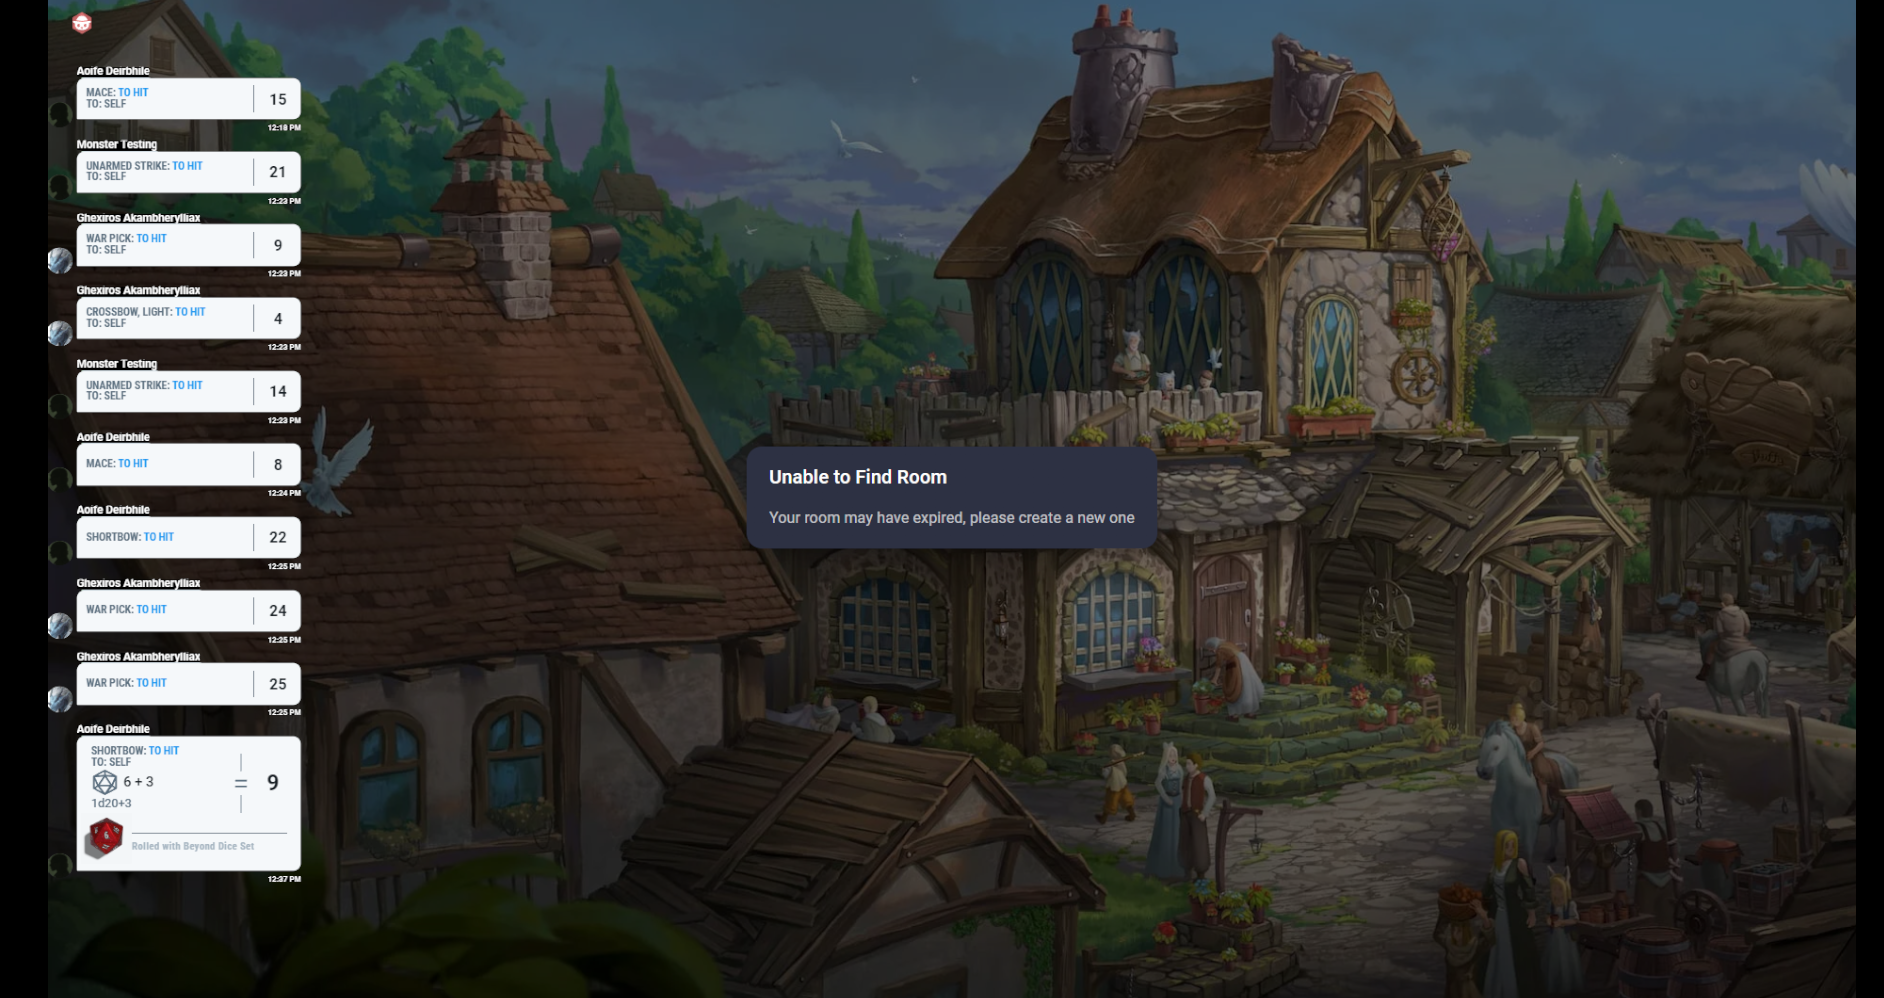 Aoife Deirbhile
MACE: TO HIT
TO: SELF
15
12:18 PM
Monster Testing
UNARMED STRIKE: TO HIT
TO: SELF
21
12:23 PM
Ghexiros Akambherylliax
WAR PICK: TO HIT
TO: SELF
9
12:23 PM
Ghexiros Akambherylliax
CROSSBOW, LIGHT: TO HIT
TO: SELF
4
12:23 PM
Monster Testing
UNARMED STRIKE: TO HIT
TO: SELF
14
12:23 PM
Aoife Deirbhile
MACE: TO HIT
8
12:24 PM
Aoife Deirbhile
SHORTBOW: TO HIT
22
12:25 PM
Ghexiros Akambherylliax
WAR PICK: TO HIT
24
12:25 PM
Ghexiros Akambherylliax
WAR PICK: TO HIT
25
12:25 PM
Aoife Deirbhile
SHORTBOW: TO HIT
TO: SELF
6 + 3
= 9
1d20+3
6
Rolled with Beyond Dice Set
12:37 PM
Unable to Find Room
Your room may have expired, please create a new one